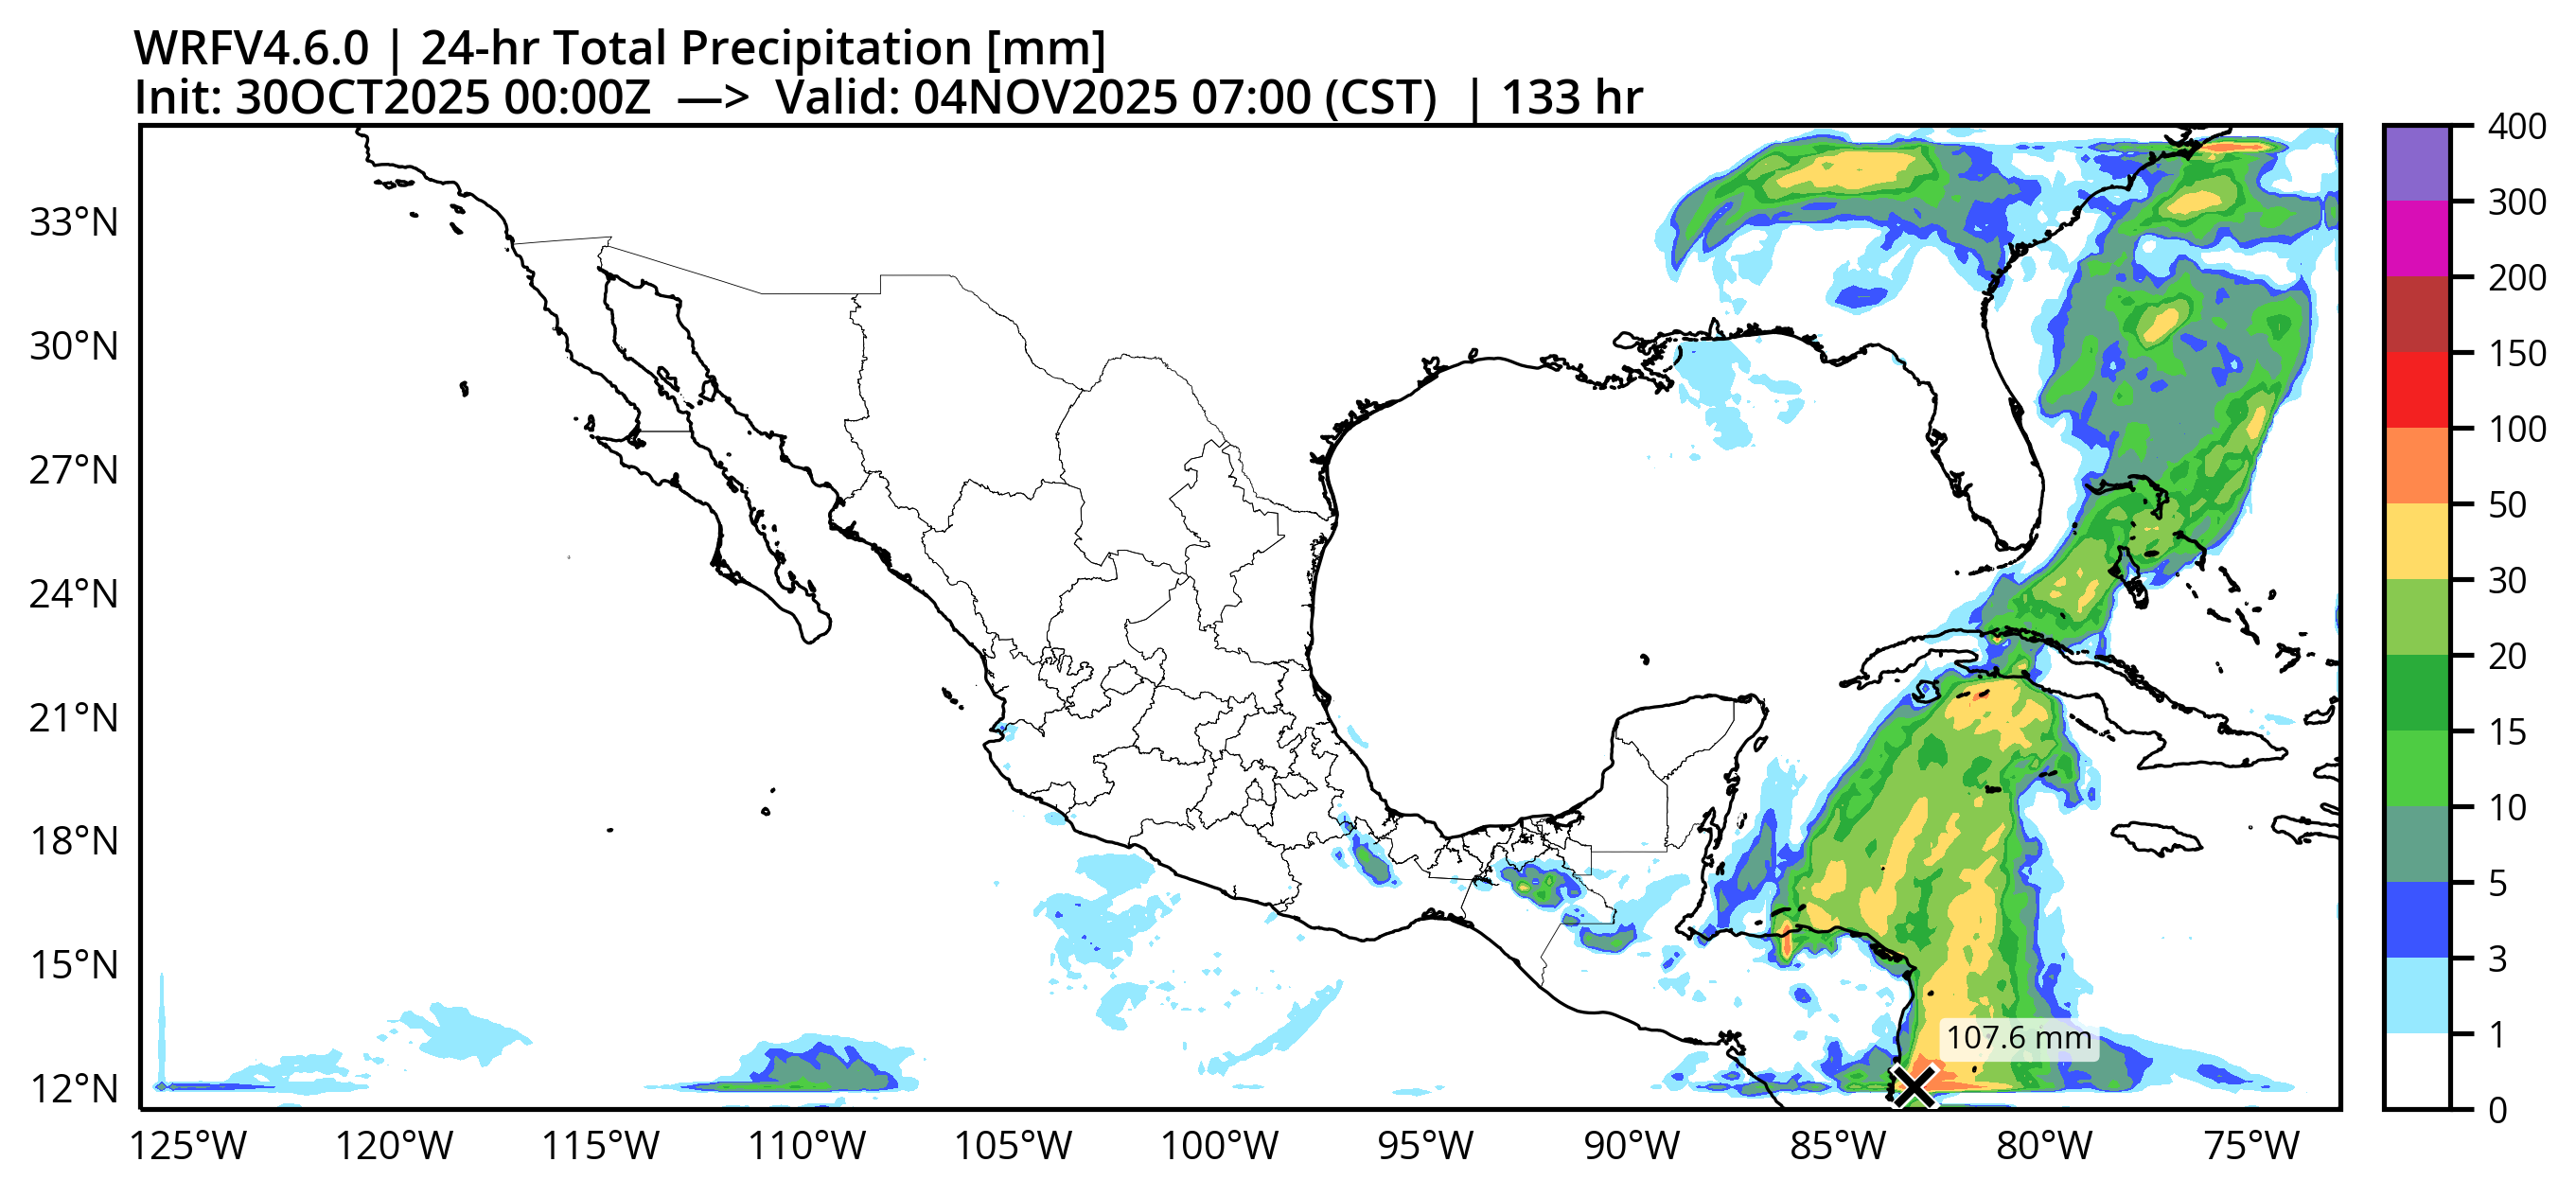 WRFV4.6.0 | 24-hr Total Precipitation [mm]
Init: 30OCT2025 00:00Z —> Valid: 04NOV2025 07:00 (CST) | 133 hr
33°N
30°N
27°N
24°N
21°N
18°N
15°N
12°N
107.6 mm
125°W 120°W 115°W 110°W 105°W 100°W 95°W 90°W 85°W 80°W 75°W
400
300
200
150
100
50
30
20
15
10
5
3
1
0